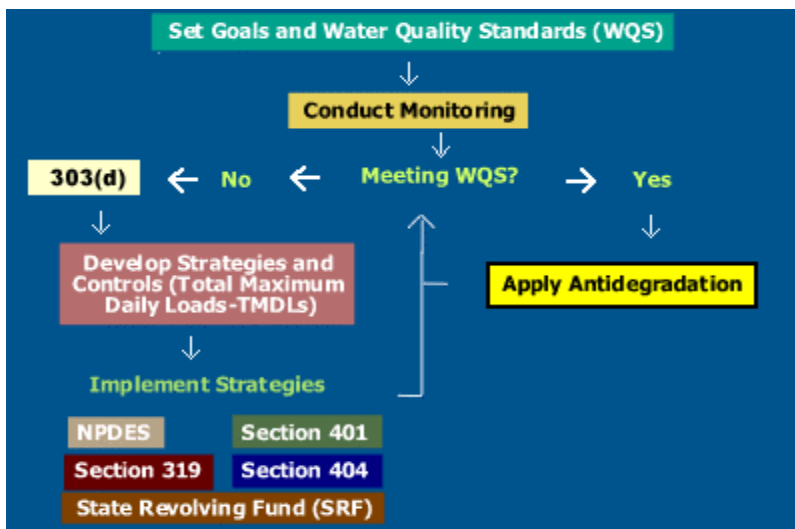 Set Goals and Water Quality Standards (WQS)
Conduct Monitoring
303(d)
No
Meeting WQS?
Yes
Develop Strategies and
Controls (Total Maximum
Daily Loads-TMDLs)
Apply Antidegradation
Implement Strategies
NPDES
Section 401
Section 319
Section 404
State Revolving Fund (SRF)